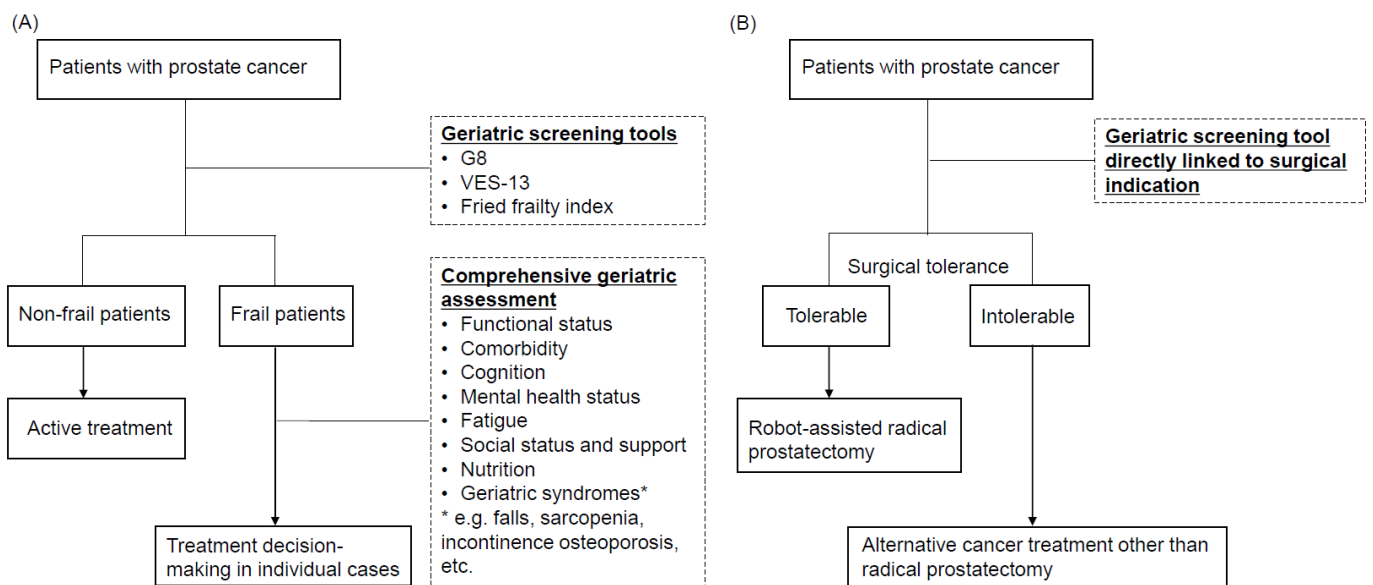 (A)
Patients with prostate cancer
Geriatric screening tools
• G8
• VES-13
• Fried frailty index
Non-frail patients
Frail patients
Active treatment
Comprehensive geriatric
assessment
• Functional status
• Comorbidity
• Cognition
• Mental health status
• Fatigue
• Social status and support
• Nutrition
• Geriatric syndromes*
* e.g. falls, sarcopenia,
incontinence osteoporosis,
etc.
Treatment decision-
making in individual cases
(B)
Patients with prostate cancer
Geriatric screening tool
directly linked to surgical
indication
Surgical tolerance
Tolerable
Intolerable
Robot-assisted radical
prostatectomy
Alternative cancer treatment other than
radical prostatectomy